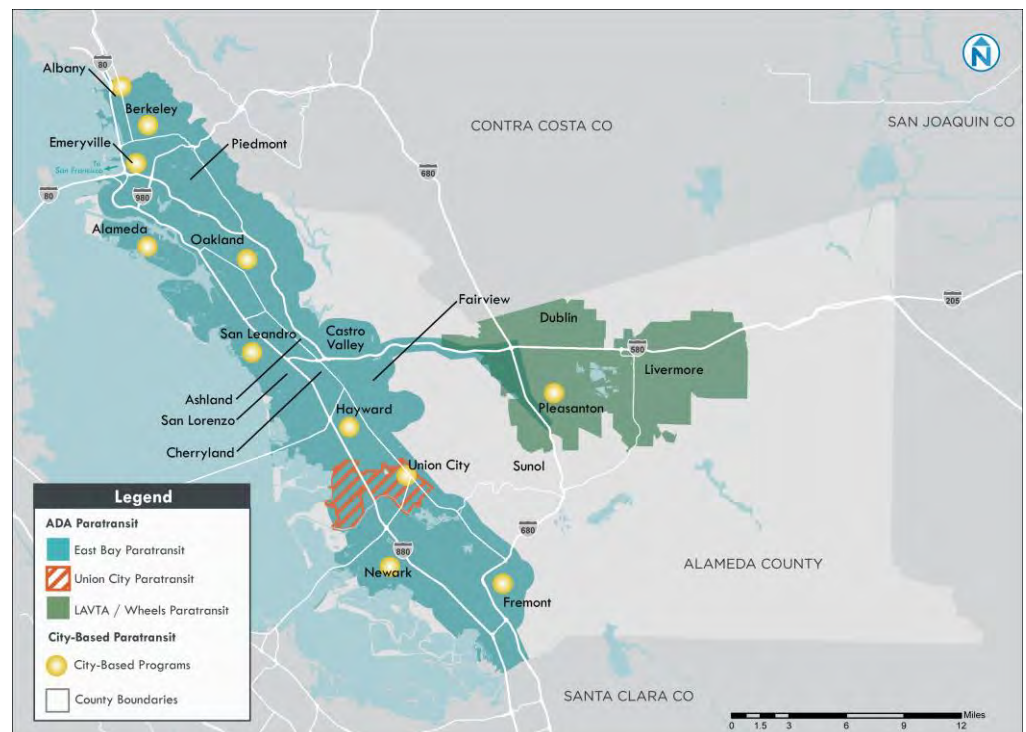 N
80
Albany
Berkeley
CONTRA COSTA CO
SAN JOAQUIN CO
Emeryville
Piedmont
To
San Francisco
680
80
980
Alameda
Oakland
Fairview
205
Dublin
San Leandro
Castro
Valley
580
Livermore
Ashland
Pleasanton
San Lorenzo
Hayward
Cherryland
Union City
Sunol
Legend
ADA Paratransit
East Bay Paratransit
680
880
ALAMEDA COUNTY
Union City Paratransit
Newark
Fremont
LAVTA / Wheels Paratransit
City-Based Paratransit
City-Based Programs
County Boundaries
SANTA CLARA CO
Miles
0 1.5 3 6 9 12